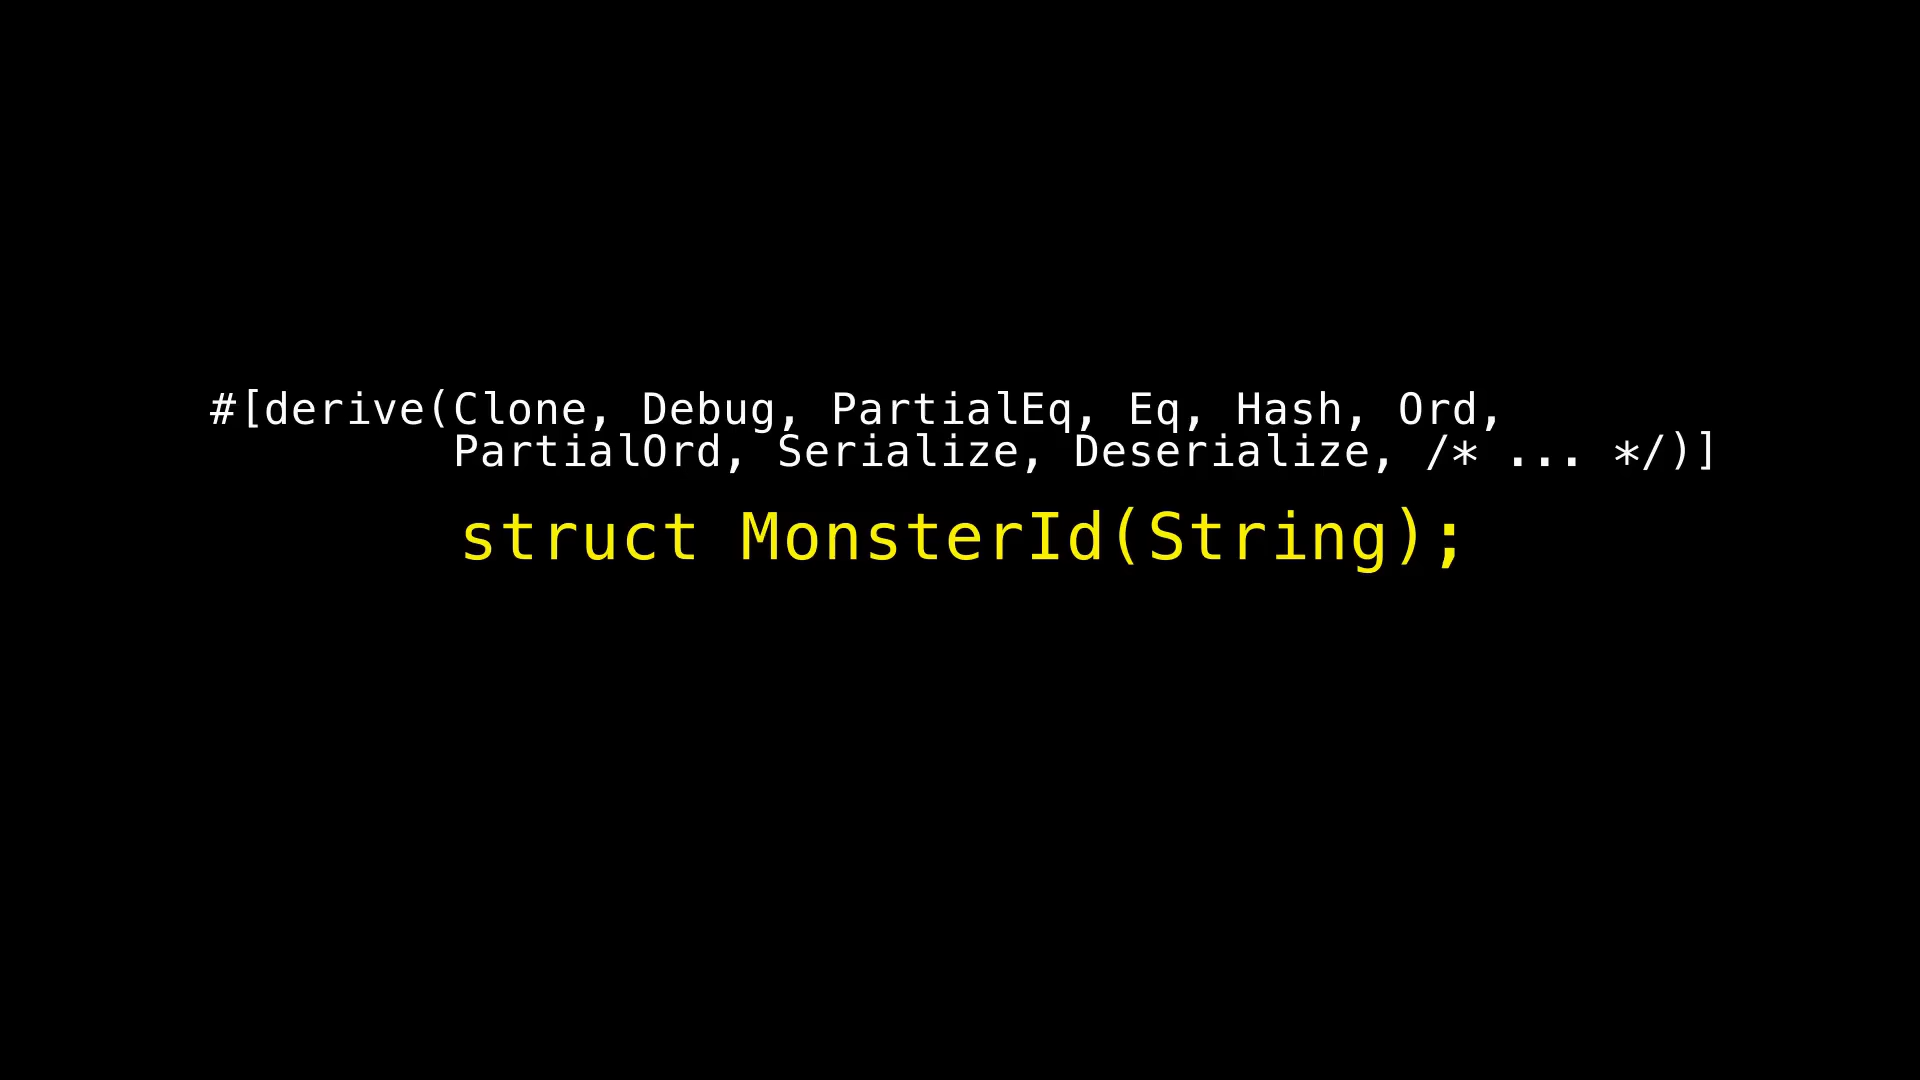 #[derive(Clone, Debug, PartialEq, Eq, Hash, Ord,
PartialOrd, Serialize, Deserialize, /* ... */)]
struct MonsterId(String);